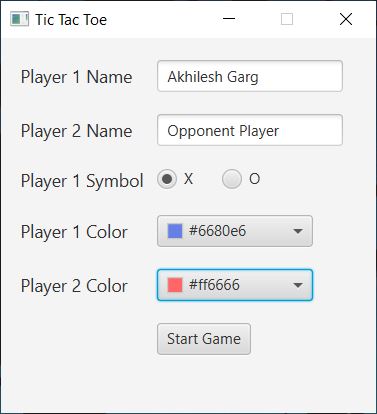 Tic Tac Toe
Player 1 Name Akhilesh Garg
Player 2 Name Opponent Player
Player 1 Symbol X O
Player 1 Color #6680e6
Player 2 Color #ff6666
Start Game